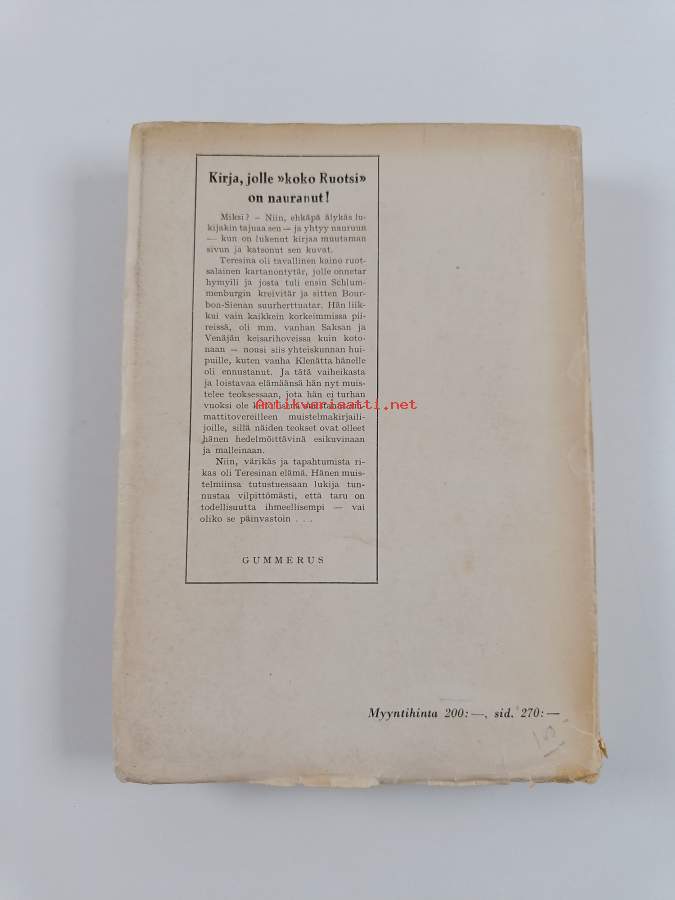 Kirja, jolle »koko Ruotsi»
on nauranut!
Miksi? — Niin, ehkäpä älykäs lu-
kijakin tajuaa sen — ja yhtyy nauruun
— kun on lukenut kirjaa muutaman
sivun ja katsonut sen kuvat.
Teresina oli tavallinen kaino ruot-
salainen kartanontytär, jolle onnetar
hymyili ja josta tuli ensin Schlum-
menburgin kreivitär ja sitten Bour-
bon-Sienan suurherttuatar. Hän liik-
kui vain kaikkein korkeimmissa pii-
reissä, oli mm. vanhan Saksan ja
Venäjän keisarihoveissa kuin koto-
naan — nousi siis yhteiskunnan hui-
puille, kuten vanha Klenätta hänelle
oli ennustanut. Ja tätä vaiheikasta
ja loistavaa elämäänsä hän nyt muis-
telee teoksessaan, jota hän ei turhan
vuoksi ole
mattitovereilleen muistelmakirjaili-
joille, sillä näiden teokset ovat olleet
hänen hedelmöittävinä esikuvinaan
ja malleinaan.
Niin, värikäs ja tapahtumista ri-
kas oli Teresinan elämä. Hänen muis-
telmiinsa tutustuessaan lukija tun-
nustaa vilpittömästi, että taru on
todellisuutta ihmeellisempi — vai
oliko se päinvastoin . . .
GUMMERUS
Antikvariaatti.net
Myyntihinta 200:—, sid. 270:—